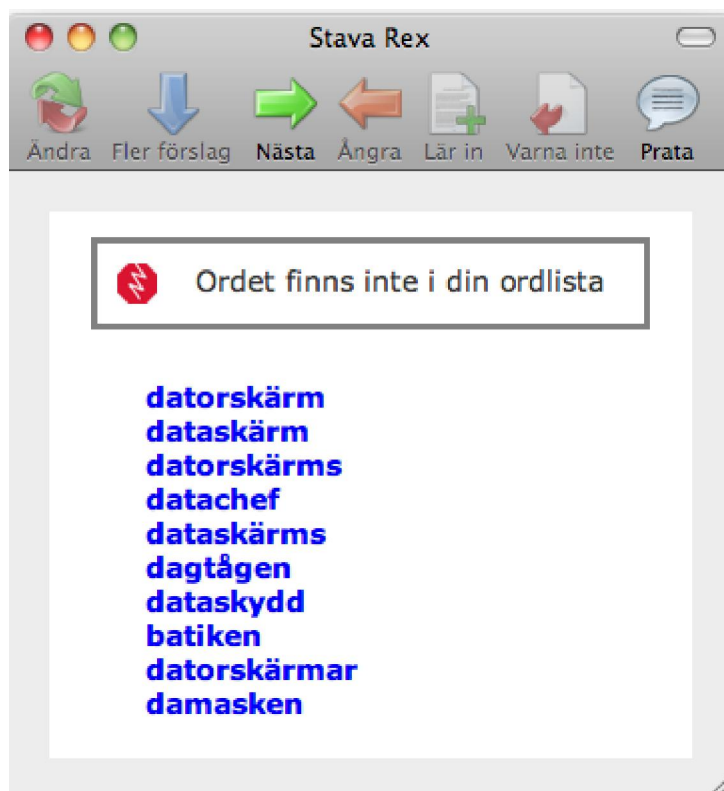 Stava Rex
Ändra Fler förslag Nästa Ångra Lär in Varna inte Prata
Ordet finns inte i din ordlista
datorskärm
dataskärm
datorskärms
datachef
dataskärms
dagtågen
dataskydd
batiken
datorskärmar
damasken